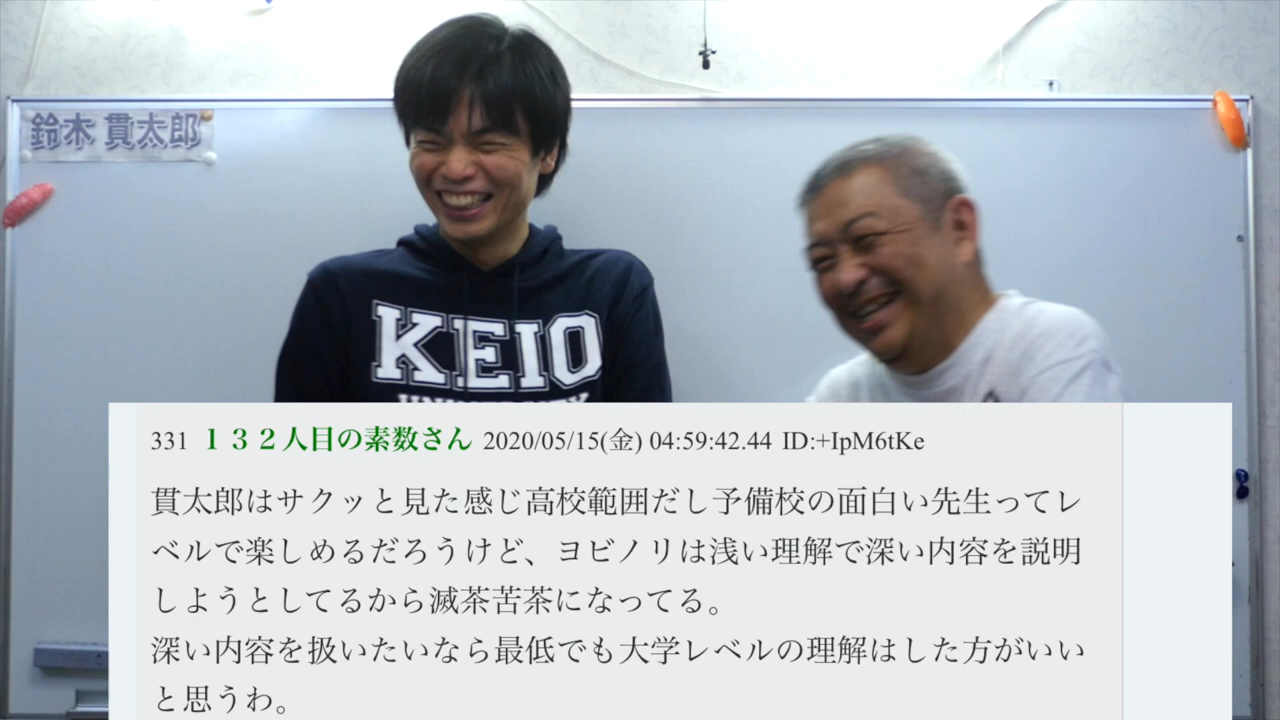 鈴木 貫太郎
KEIO
UNIVERSITY
331 １３２人目の素数さん 2020/05/15(金) 04:59:42.44 ID:+IpM6tKe
貫太郎はサクッと見た感じ高校範囲だし予備校の面白い先生ってレ
ベルで楽しめるだろうけど、ヨビノリは浅い理解で深い内容を説明
しようとしてるから滅茶苦茶になってる。
深い内容を扱いたいなら最低でも大学レベルの理解はした方がいい
と思うわ。